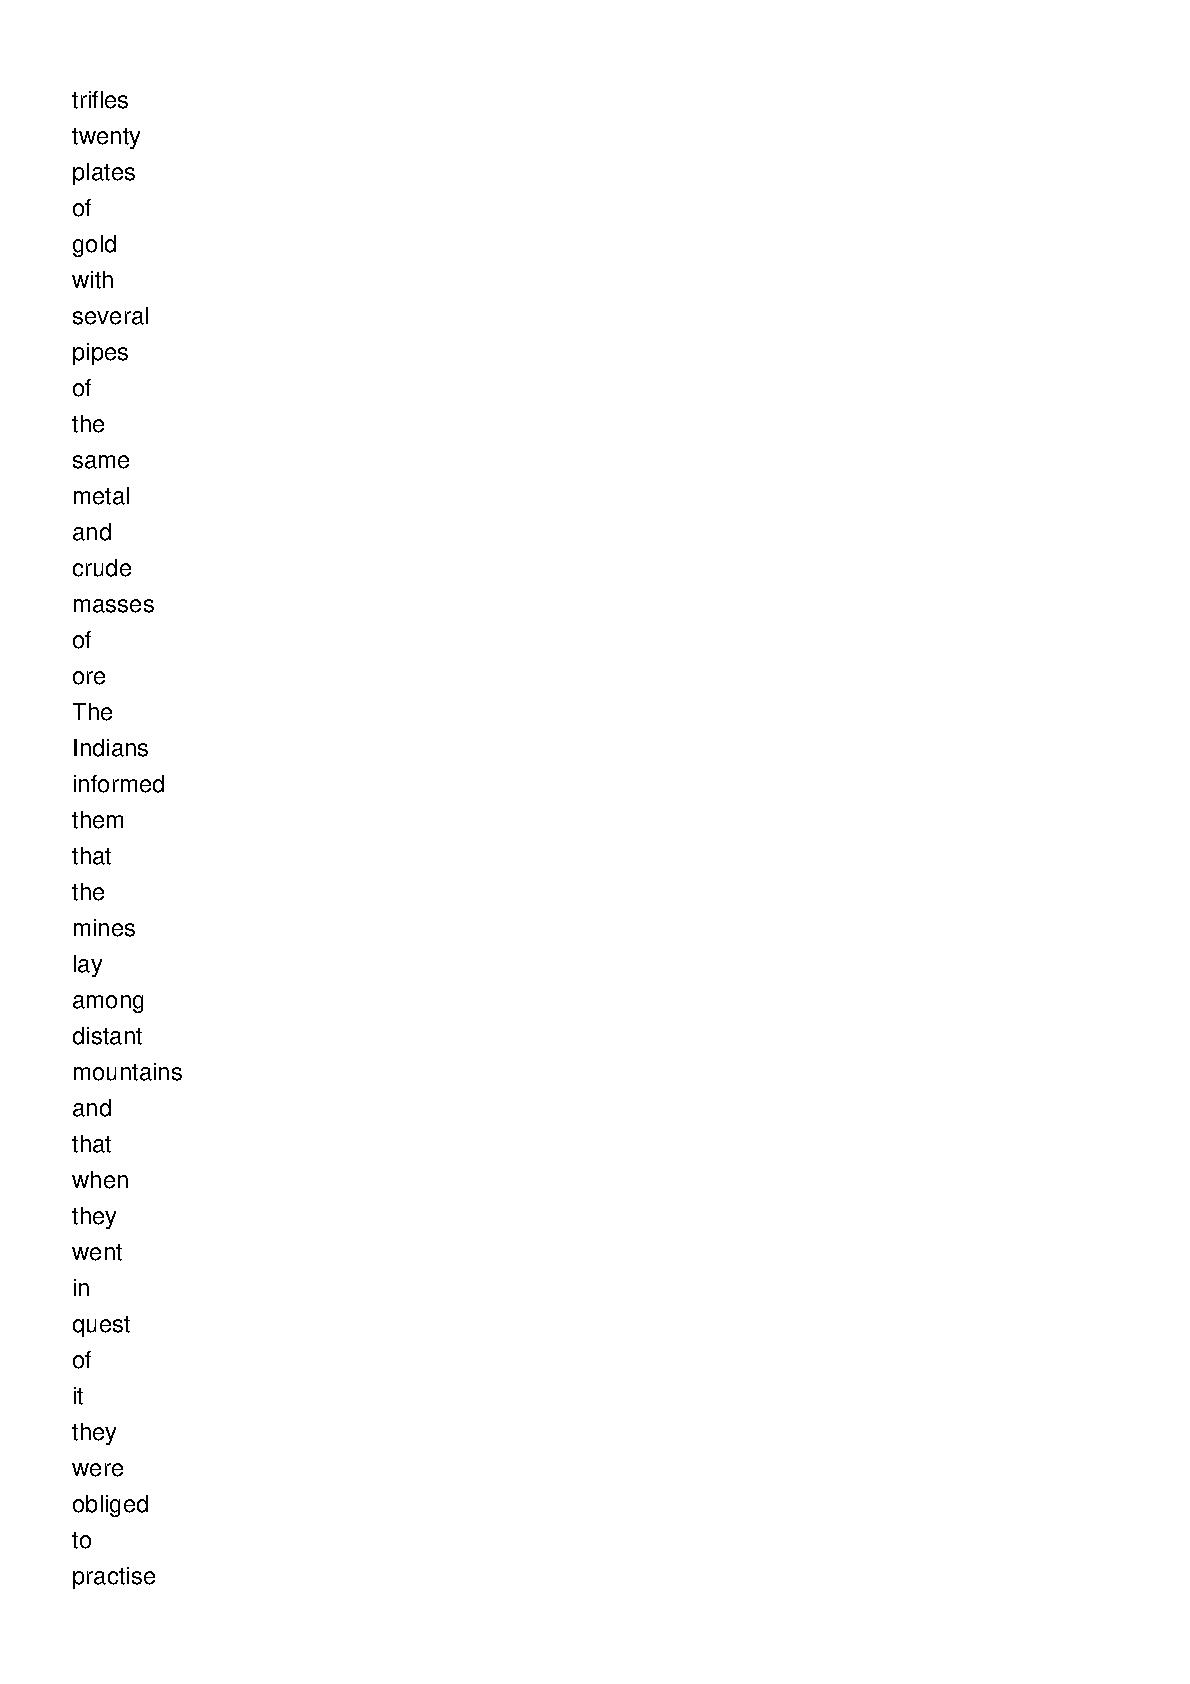 trifles
twenty
plates
of
gold
with
several
pipes
of
the
same
metal
and
crude
masses
of
ore
The
Indians
informed
them
that
the
mines
lay
among
distant
mountains
and
that
when
they
went
in
quest
of
it
they
were
obliged
to
practise